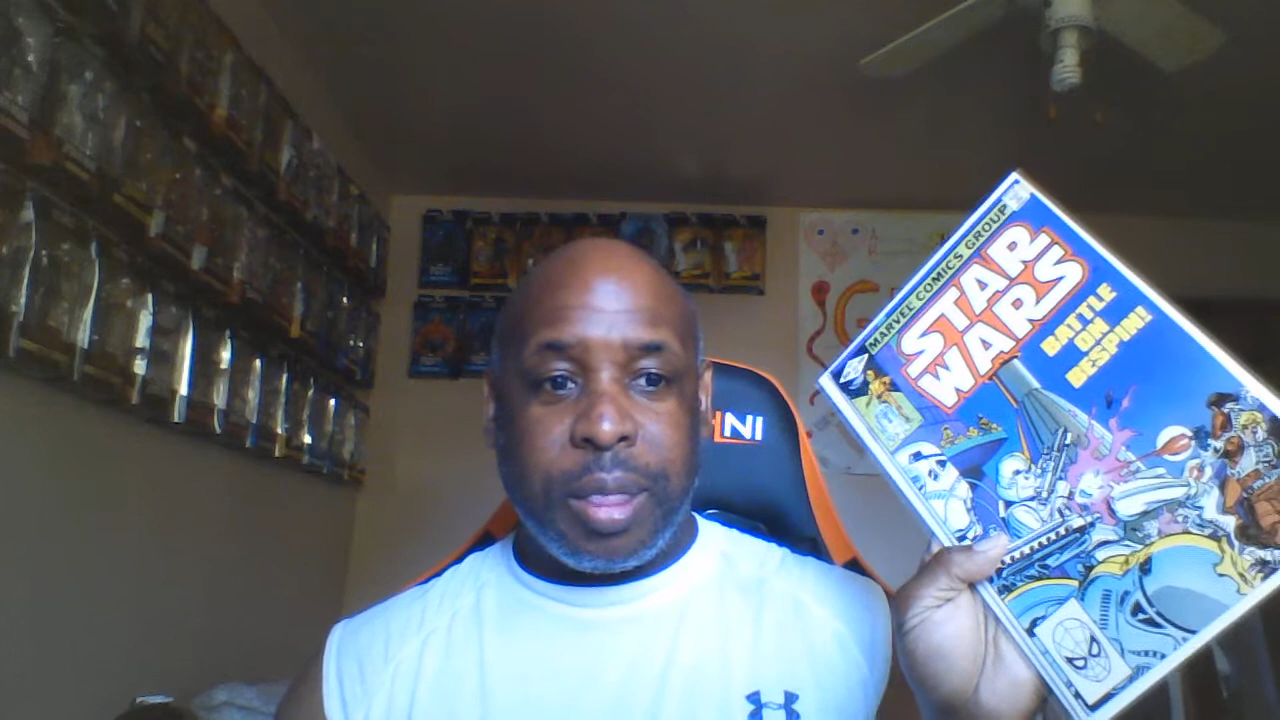 MARVEL COMICS GROUP
STAR
WARS
BATTLE
ON
BESPIN!
NI